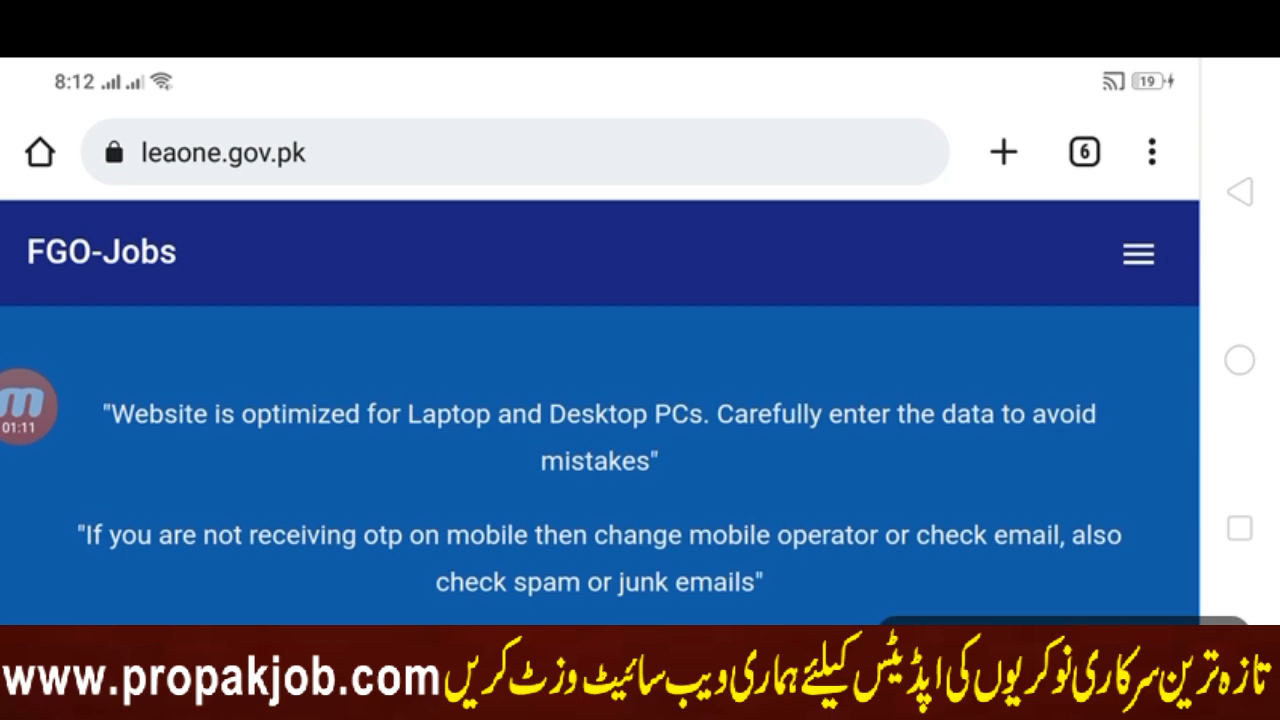 8:12
19
leaone.gov.pk
6
FGO-Jobs
"Website is optimized for Laptop and Desktop PCs. Carefully enter the data to avoid
mistakes"
01:11
"If you are not receiving otp on mobile then change mobile operator or check email, also
check spam or junk emails"
تازہ ترین سرکاری نوکریوں کی اپڈیٹس کیلئے ہماری ویب سائیٹ وزٹ کریں www.propakjob.com